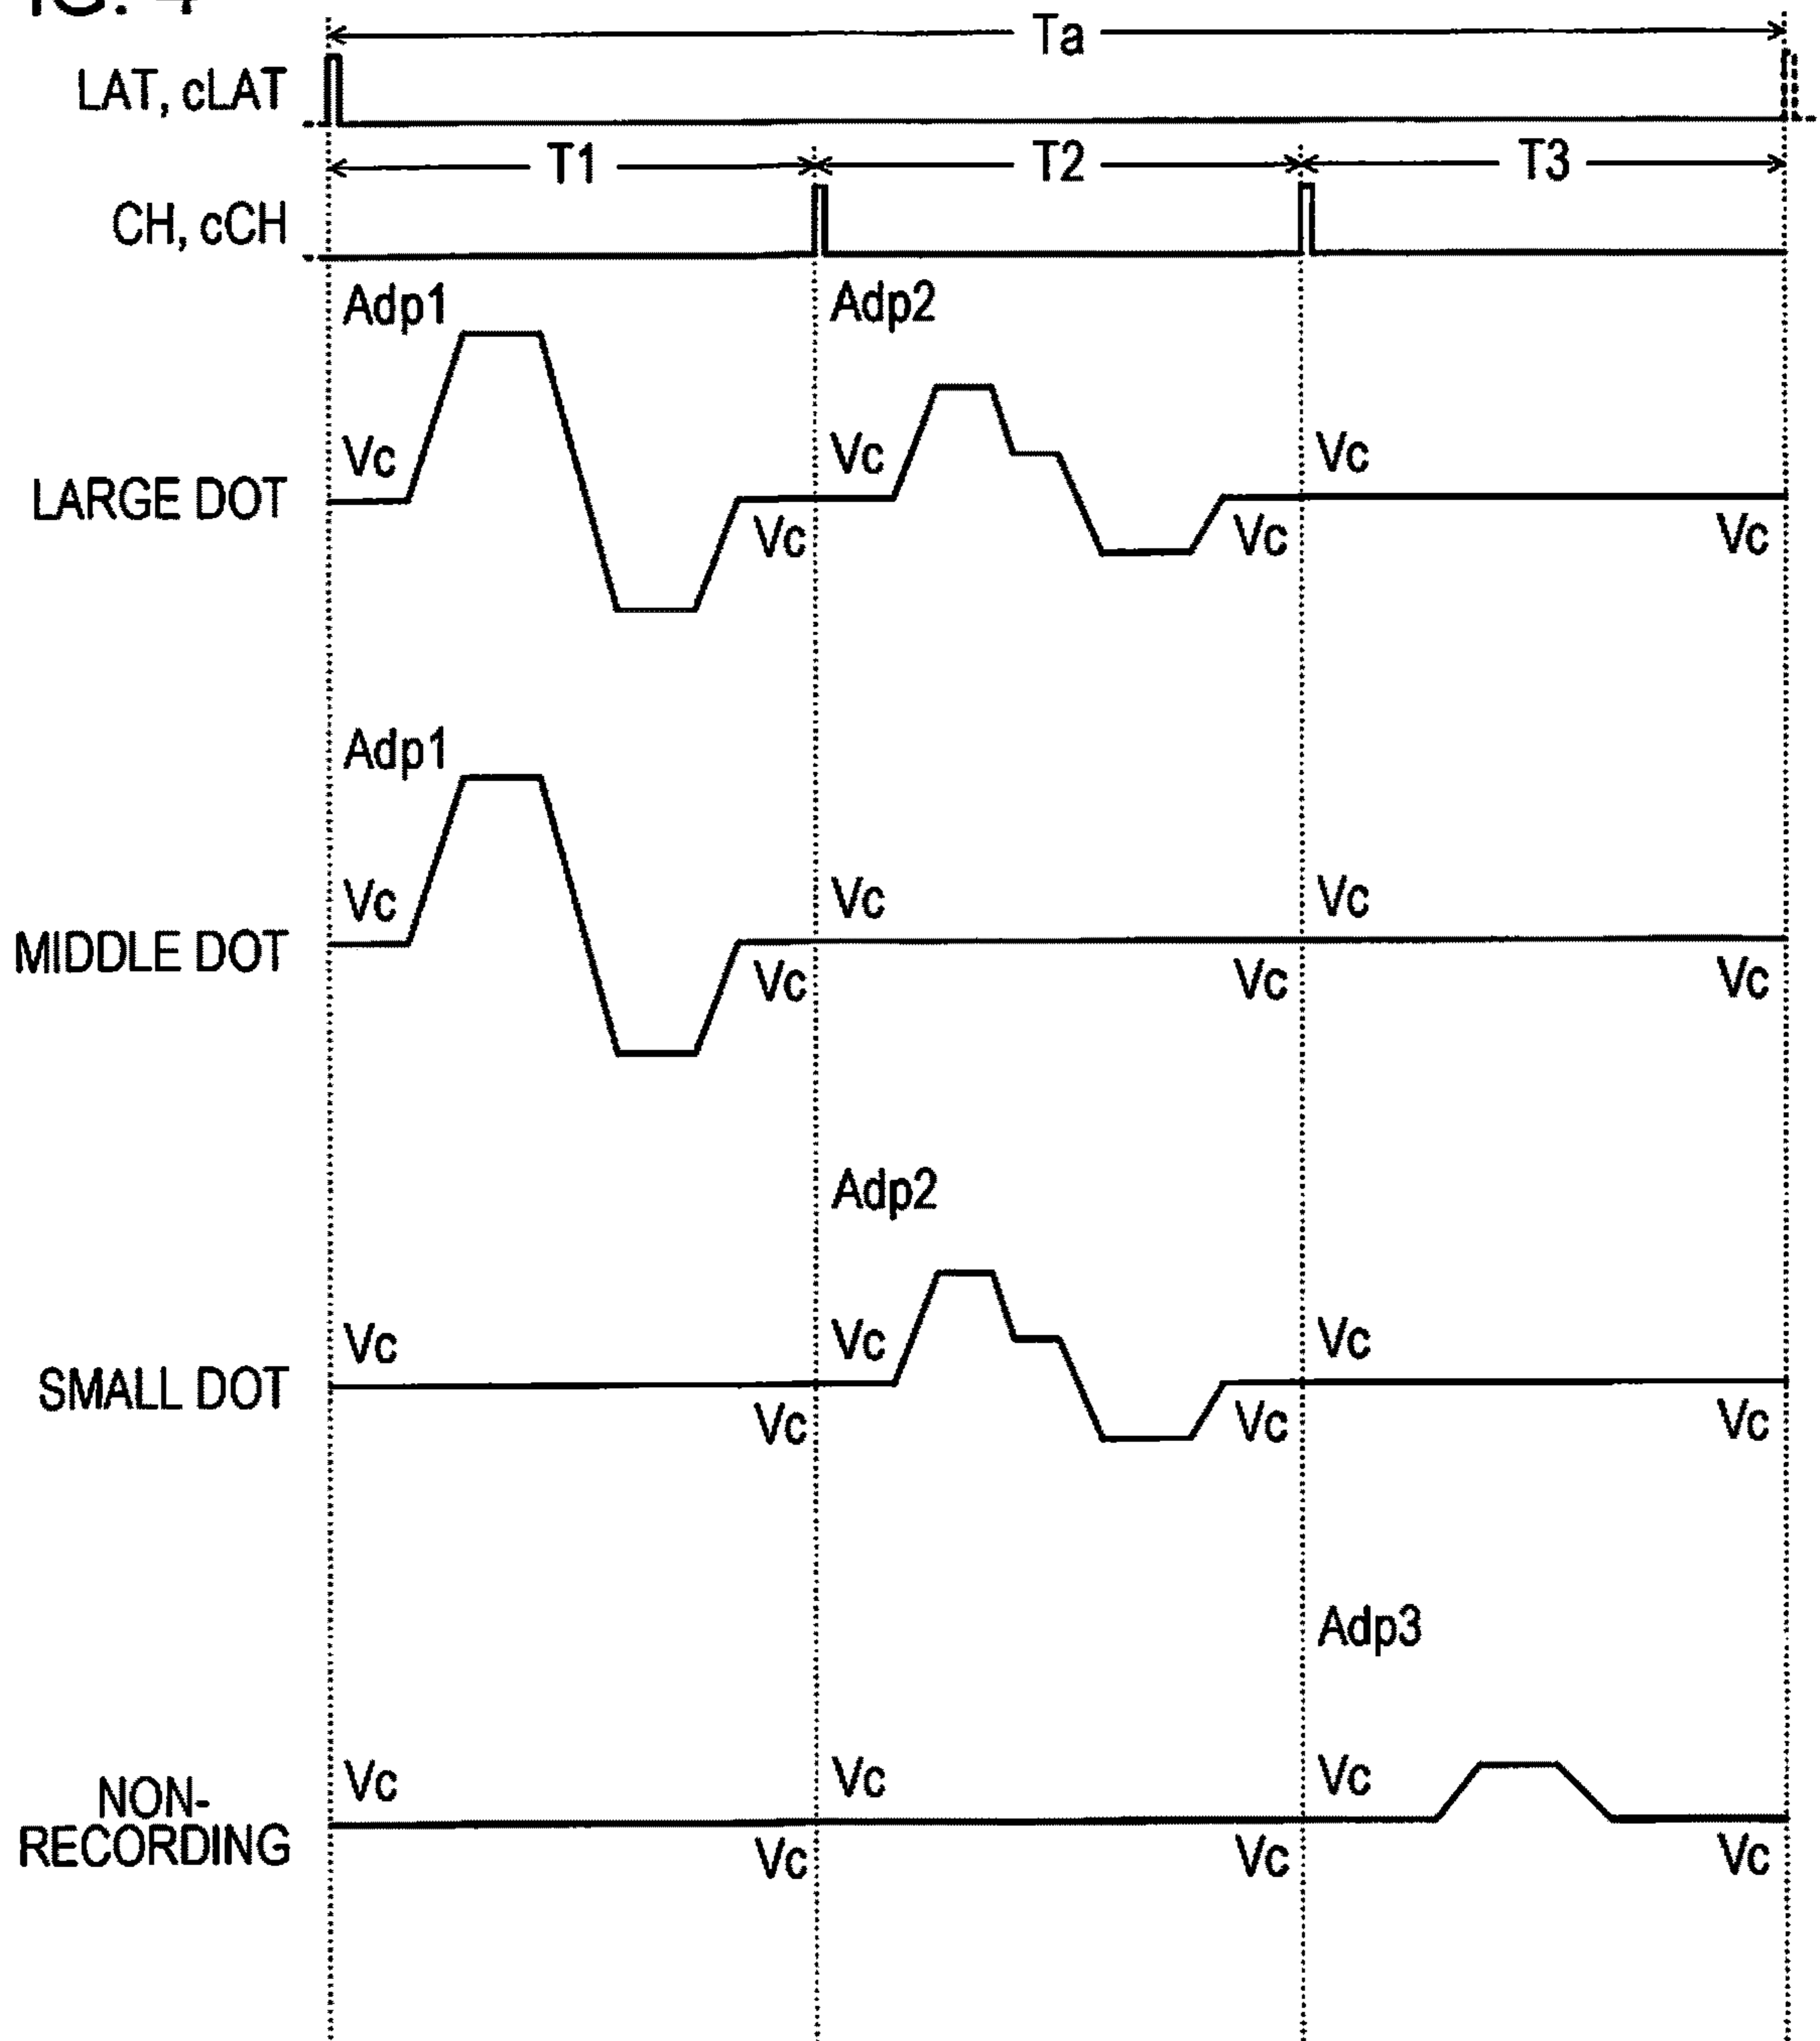 IG. 4
Ta
LAT, cLAT
T1 T2 T3
CH, cCH
Adp1 Adp2
Vc Vc Vc
LARGE DOT
Vc Vc Vc
Adp1
Vc Vc Vc
MIDDLE DOT
Vc Vc Vc
Adp2
Vc Vc Vc
SMALL DOT
Vc Vc Vc
Adp3
Vc Vc Vc
NON-
RECORDING
Vc Vc Vc